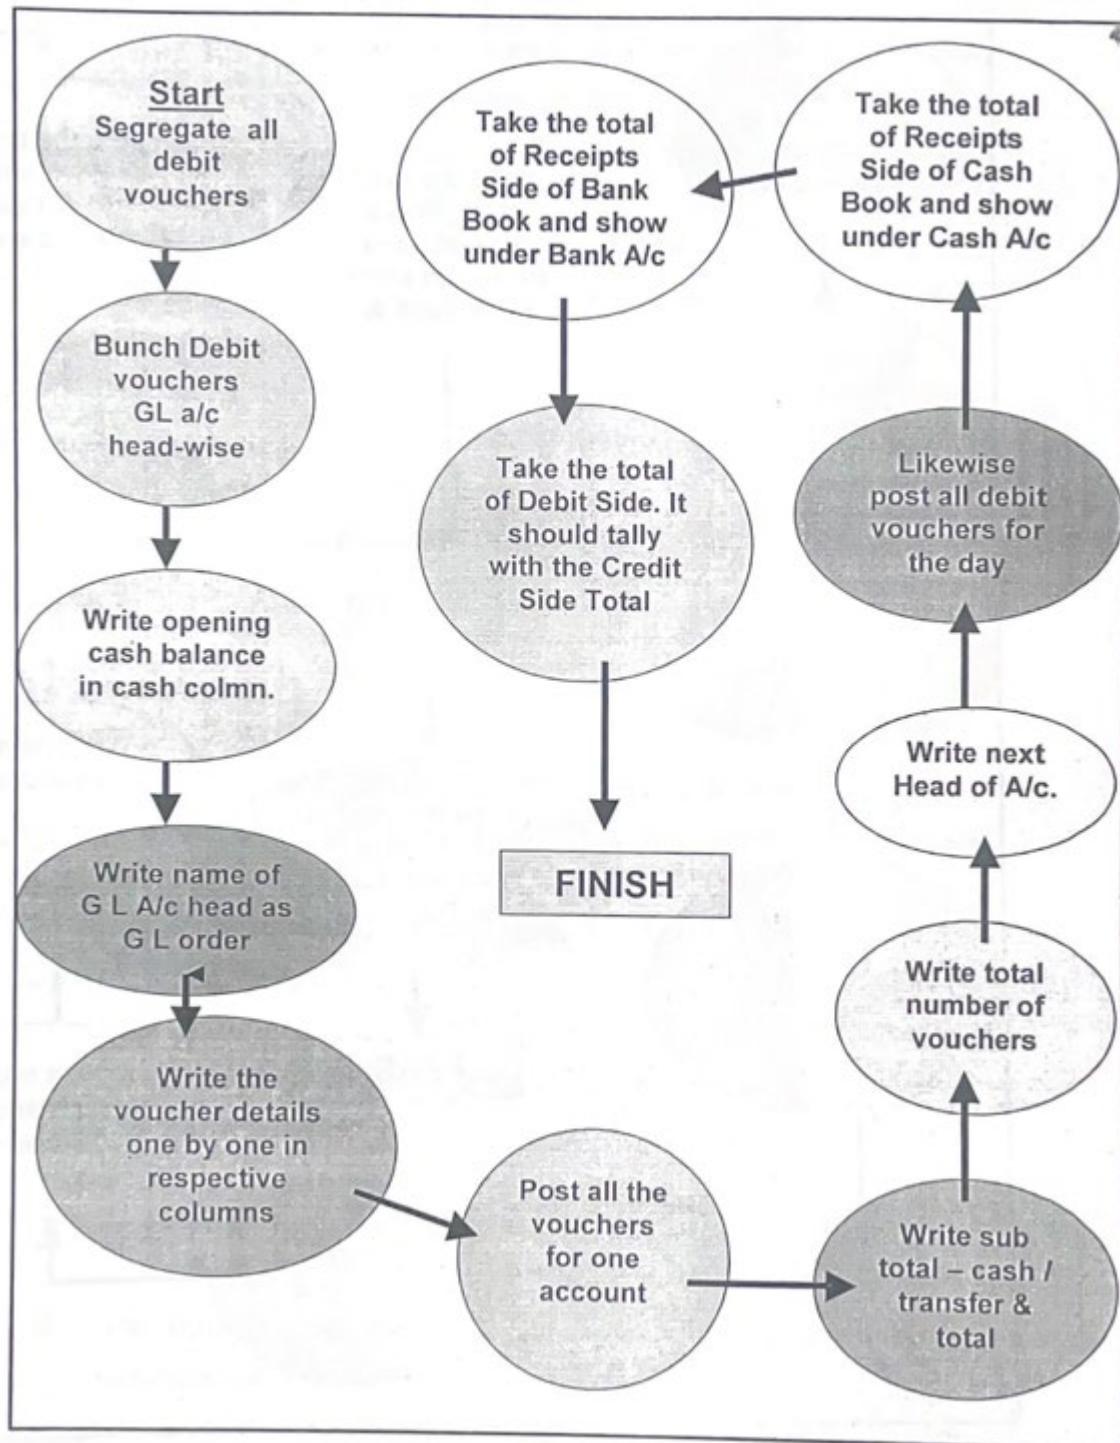 Start
Segregate all
debit
vouchers
Bunch Debit
vouchers
GL a/c
head-wise
Write opening
cash balance
in cash colmn.
Write name of
G L A/c head as
G L order
Write the
voucher details
one by one in
respective
columns
Post all the
vouchers
for one
account
Write sub
total – cash /
transfer &
total
Write total
number of
vouchers
Write next
Head of A/c.
Likewise
post all debit
vouchers for
the day
Take the total
of Receipts
Side of Cash
Book and show
under Cash A/c
Take the total
of Receipts
Side of Bank
Book and show
under Bank A/c
Take the total
of Debit Side. It
should tally
with the Credit
Side Total
FINISH